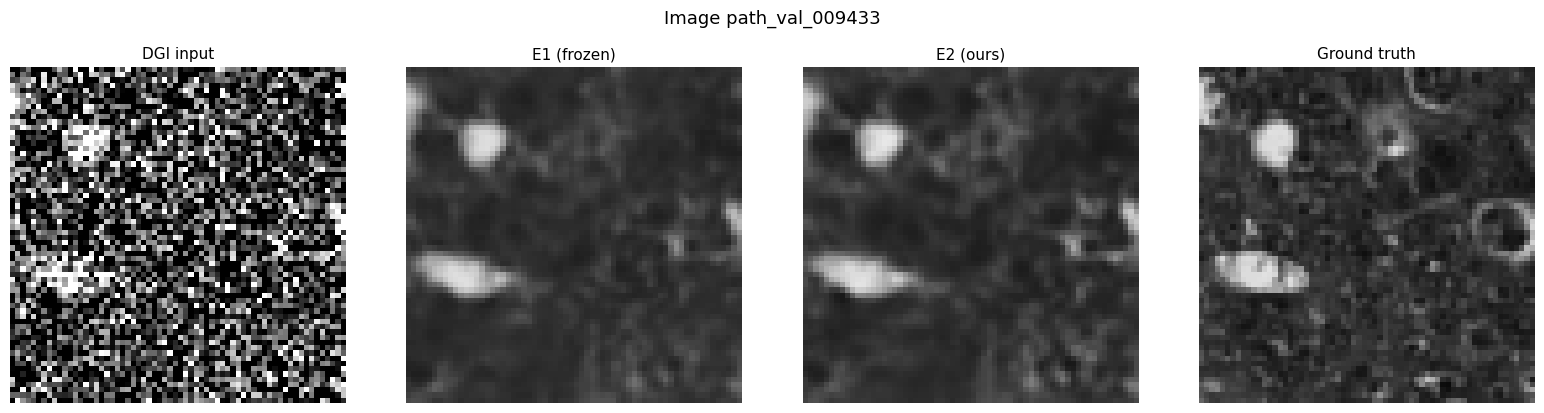 Image path_val_009433
DGI input
E1 (frozen)
E2 (ours)
Ground truth